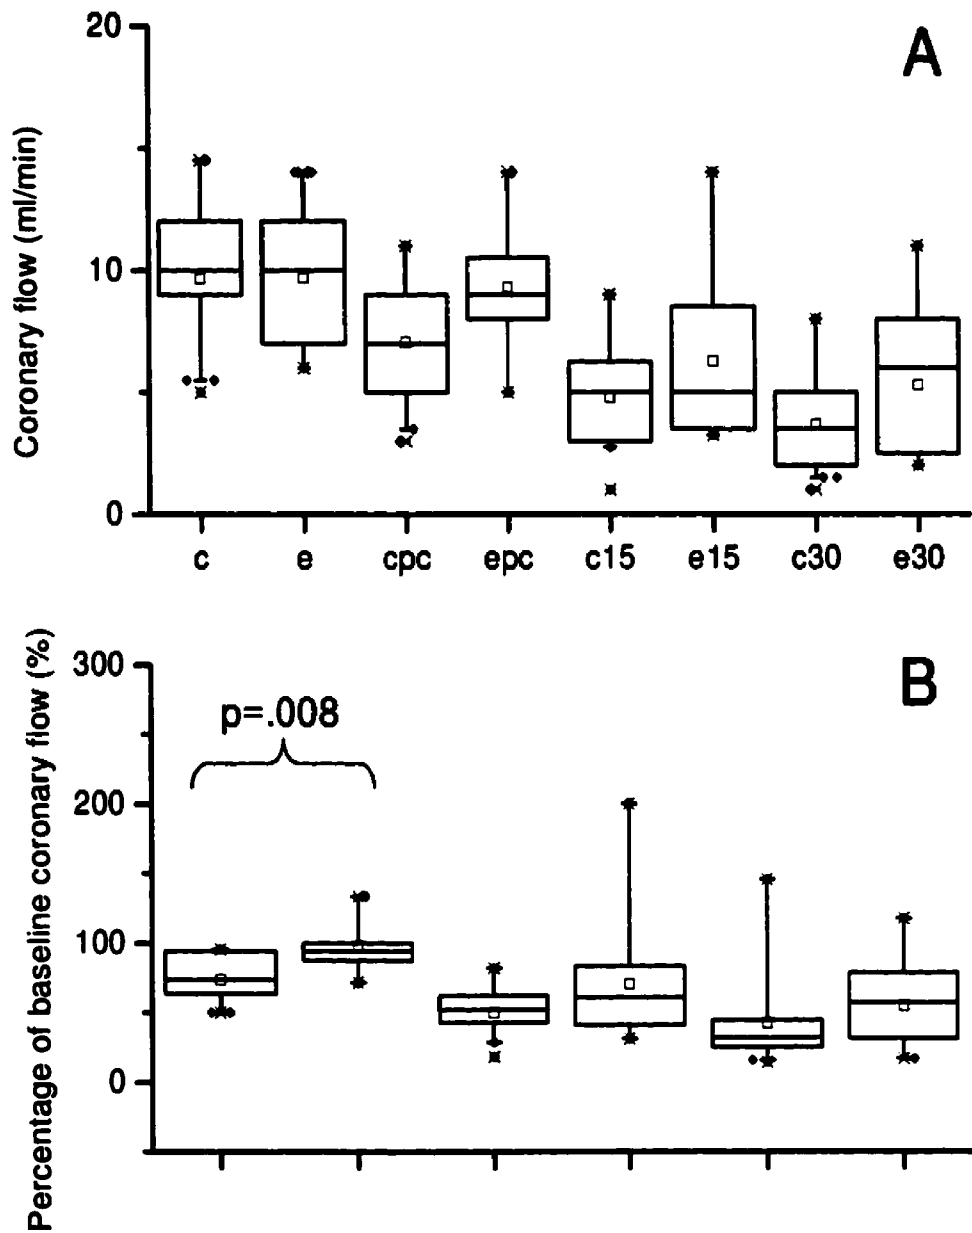 A
20
10
0
Coronary flow (ml/min)
c e cpc epc c15 e15 c30 e30
B
300
200
100
0
Percentage of baseline coronary flow (%)
p=.008